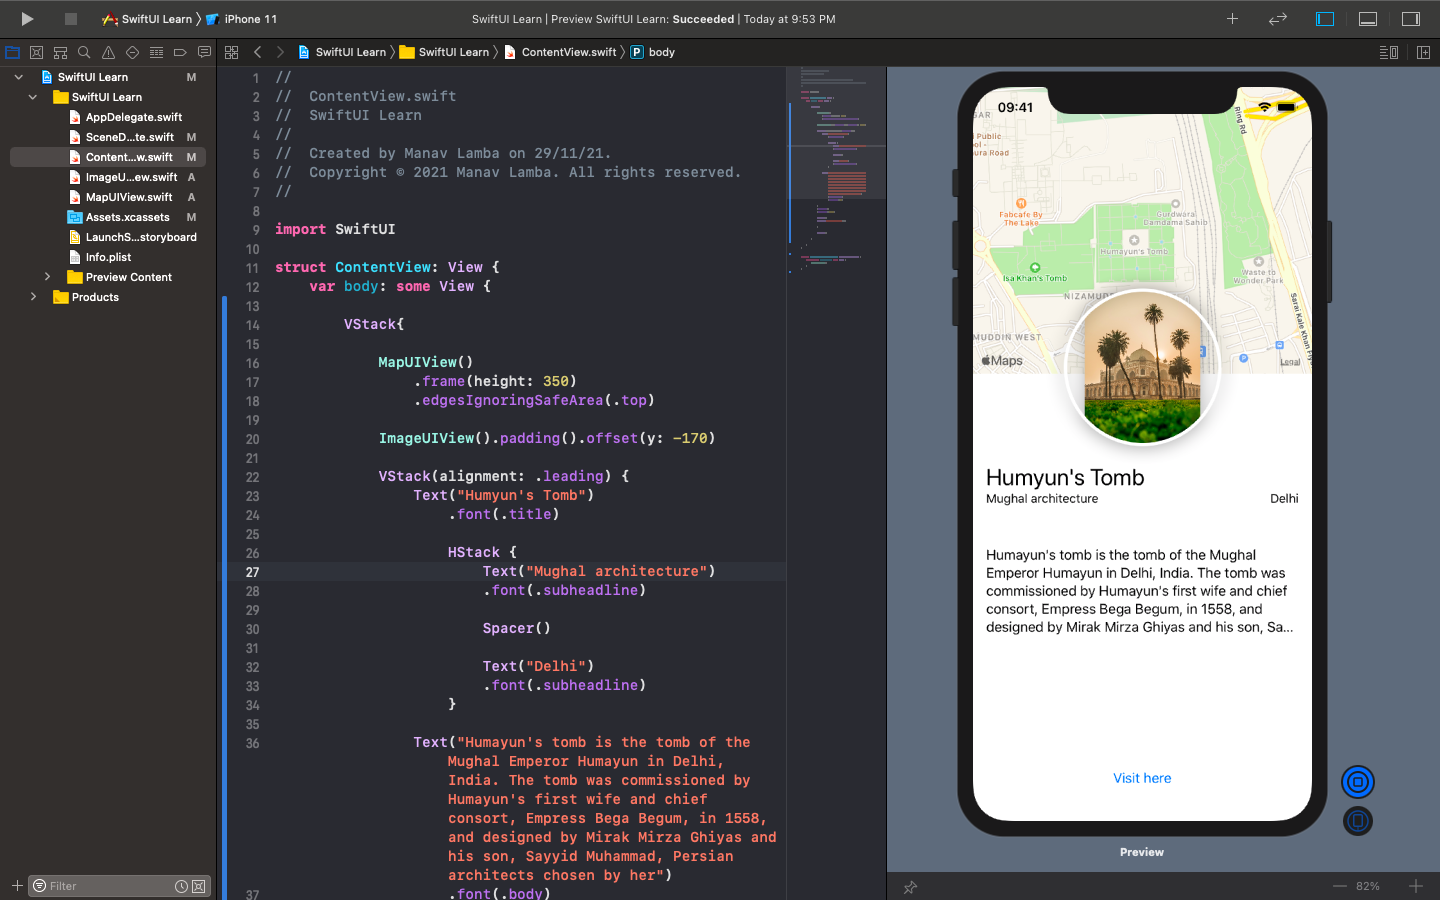 SwiftUI Learn
iPhone 11
SwiftUI Learn | Preview SwiftUI Learn: Succeeded | Today at 9:53 PM
SwiftUI Learn
SwiftUI Learn
ContentView.swift
P body
SwiftUI Learn M
SwiftUI Learn
AppDelegate.swift
SceneD...te.swift M
Content...w.swift M
ImageU...ew.swift A
MapUIView.swift A
Assets.xcassets M
LaunchS...storyboard
Info.plist
Preview Content
Products
Filter
1 //
2 //  ContentView.swift
3 //  SwiftUI Learn
4 //
5 //  Created by Manav Lamba on 29/11/21.
6 //  Copyright © 2021 Manav Lamba. All rights reserved.
7 //
8
9 import SwiftUI
10
11 struct ContentView: View {
12     var body: some View {
13
14         VStack{
15
16             MapUIView()
17                 .frame(height: 350)
18                 .edgesIgnoringSafeArea(.top)
19
20             ImageUIView().padding().offset(y: -170)
21
22             VStack(alignment: .leading) {
23                 Text("Humyun's Tomb")
24                     .font(.title)
25
26                     HStack {
27                         Text("Mughal architecture")
28                         .font(.subheadline)
29
30                         Spacer()
31
32                         Text("Delhi")
33                         .font(.subheadline)
34                     }
35
36                 Text("Humayun's tomb is the tomb of the
Mughal Emperor Humayun in Delhi,
India. The tomb was commissioned by
Humayun's first wife and chief
consort, Empress Bega Begum, in 1558,
and designed by Mirak Mirza Ghiyas and
his son, Sayyid Muhammad, Persian
architects chosen by her")
37                     .font(.body)
09:41
GAR
Public
ool -
ura Road
Ring Rd
Fabcafe By
The Lake
Gurdwara
Damdama Sahib
Humayun's Tomb
Isa Khan's Tomb
Waste to
Wonder Park
NIZAMUD
Sarai Kale Khan Fly
MUDDIN WEST
Maps
P
Legal
Humyun's Tomb
Mughal architecture
Delhi
Humayun's tomb is the tomb of the Mughal
Emperor Humayun in Delhi, India. The tomb was
commissioned by Humayun's first wife and chief
consort, Empress Bega Begum, in 1558, and
designed by Mirak Mirza Ghiyas and his son, Sa...
Visit here
Preview
82%